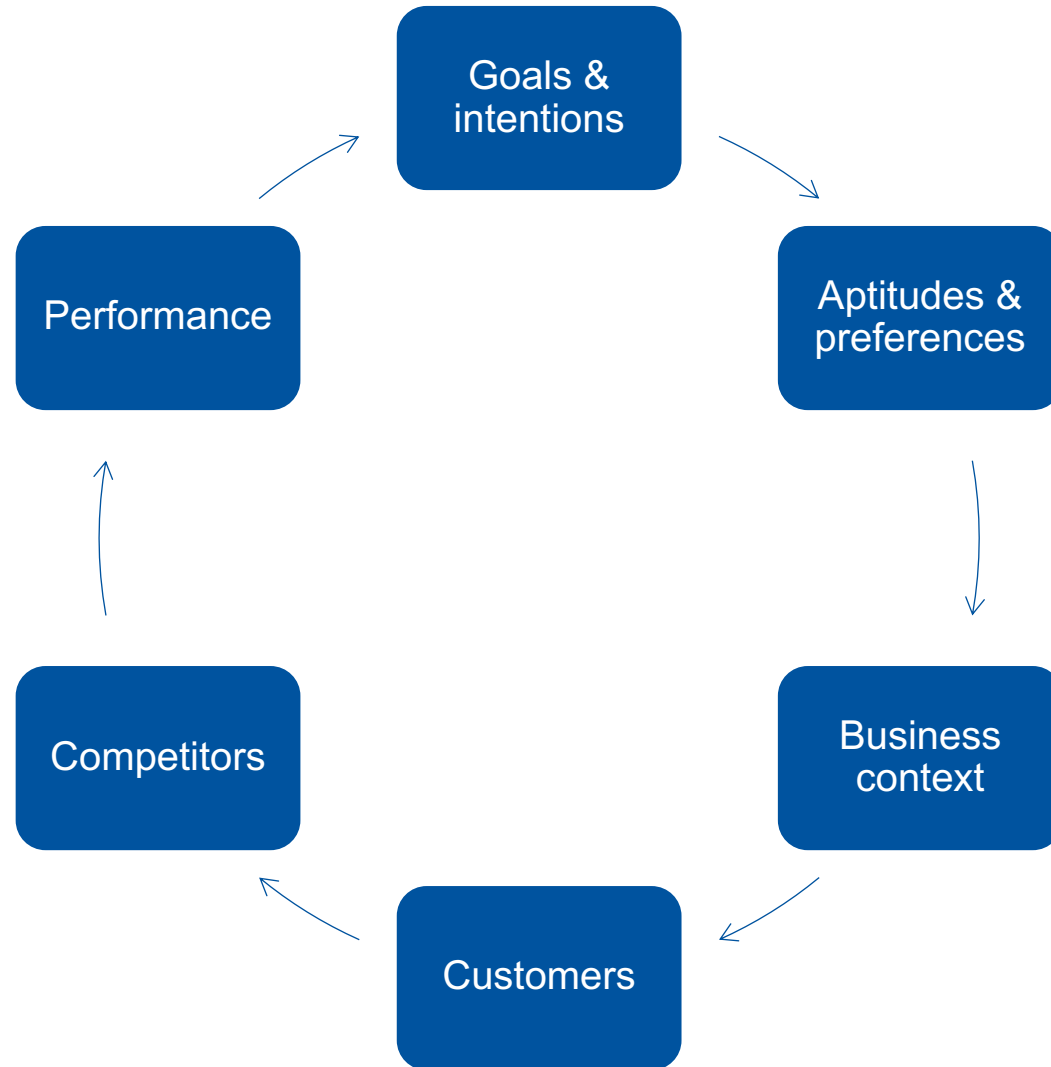 Goals &
intentions
Aptitudes &
preferences
Business
context
Customers
Competitors
Performance